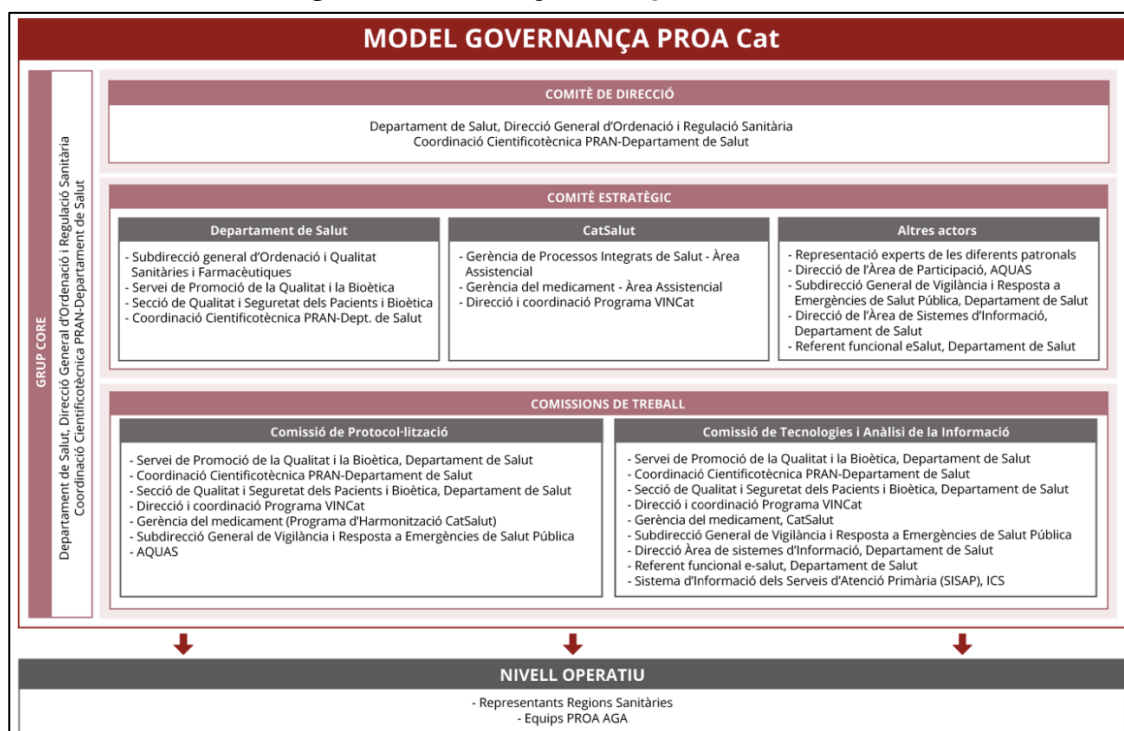 MODEL GOVERNANÇA PROA Cat
GRUP CORE
Departament de Salut, Direcció General d'Ordenació i Regulació Sanitària
Coordinació Cientificotècnica PRAN-Departament de Salut
COMITÈ DE DIRECCIÓ
Departament de Salut, Direcció General d'Ordenació i Regulació Sanitària
Coordinació Cientificotècnica PRAN-Departament de Salut
COMITÈ ESTRATÈGIC
Departament de Salut
- Subdirecció general d'Ordenació i Qualitat
Sanitàries i Farmacèutiques
- Servei de Promoció de la Qualitat i la Bioètica
- Secció de Qualitat i Seguretat dels Pacients i Bioètica
- Coordinació Cientificotècnica PRAN-Dept. de Salut
CatSalut
- Gerència de Processos Integrats de Salut - Àrea
Assistencial
- Gerència del medicament - Àrea Assistencial
- Direcció i coordinació Programa VINCat
Altres actors
- Representació experts de les diferents patronals
- Direcció de l'Àrea de Participació, AQUAS
- Subdirecció General de Vigilància i Resposta a
Emergències de Salut Pública, Departament de Salut
- Direcció de l'Àrea de Sistemes d'Informació,
Departament de Salut
- Referent funcional eSalut, Departament de Salut
COMISSIONS DE TREBALL
Comissió de Protocol·lització
- Servei de Promoció de la Qualitat i la Bioètica, Departament de Salut
- Coordinació Cientificotècnica PRAN-Departament de Salut
- Secció de Qualitat i Seguretat dels Pacients i Bioètica, Departament de Salut
- Direcció i coordinació Programa VINCat
- Gerència del medicament (Programa d'Harmonització CatSalut)
- Subdirecció General de Vigilància i Resposta a Emergències de Salut Pública
- AQUAS
Comissió de Tecnologies i Anàlisi de la Informació
- Servei de Promoció de la Qualitat i la Bioètica, Departament de Salut
- Coordinació Cientificotècnica PRAN-Departament de Salut
- Secció de Qualitat i Seguretat dels Pacients i Bioètica, Departament de Salut
- Direcció i coordinació Programa VINCat
- Gerència del medicament, CatSalut
- Subdirecció General de Vigilància i Resposta a Emergències de Salut Pública
- Direcció Àrea de sistemes d'Informació, Departament de Salut
- Referent funcional e-salut, Departament de Salut
- Sistema d'Informació dels Serveis d'Atenció Primària (SISAP), ICS
NIVELL OPERATIU
- Representants Regions Sanitàries
- Equips PROA AGA